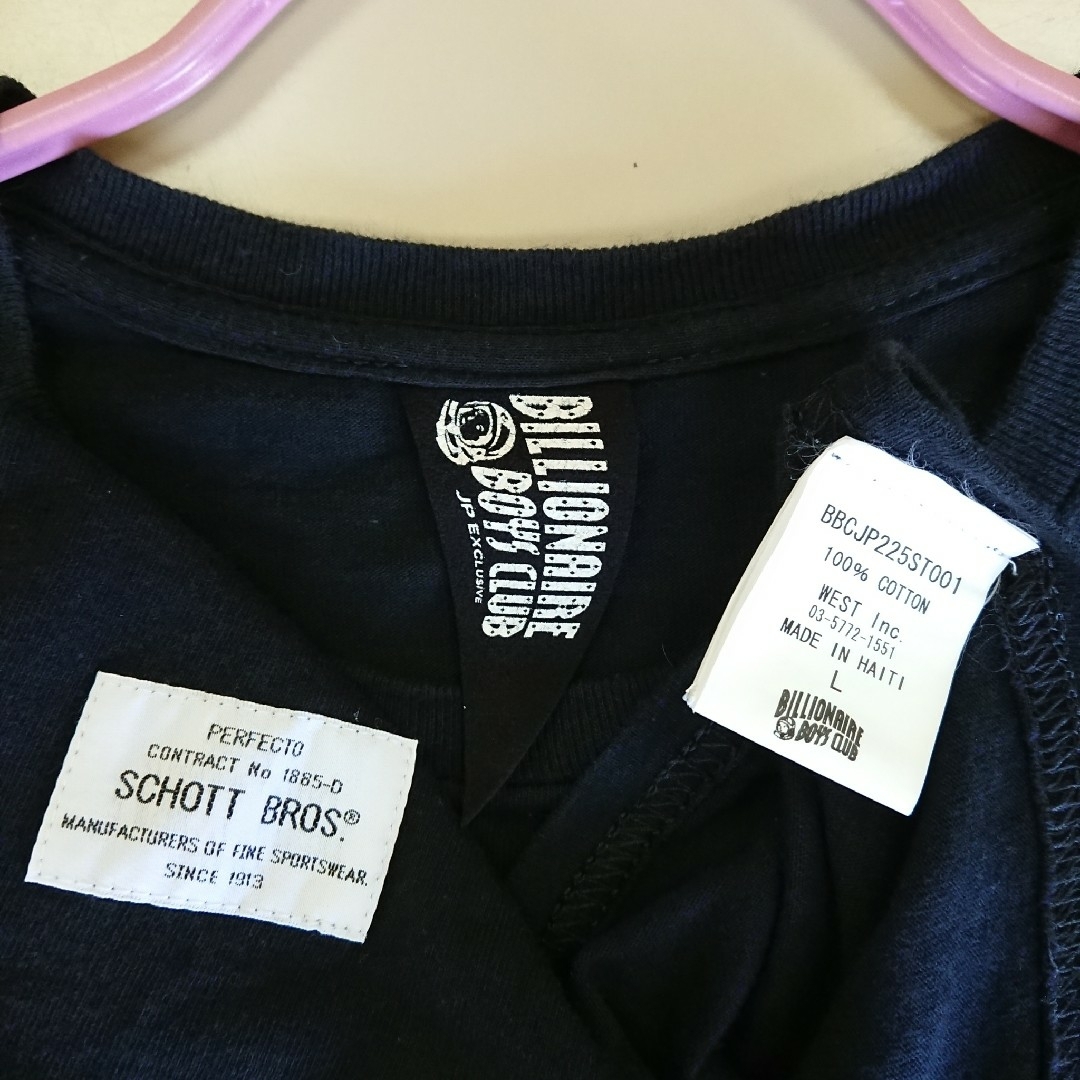 BILLIONAIRE
BOYS CLUB
JP EXCLUSIVE
BBCJP225ST001
100% COTTON
WEST Inc.
03-5772-1551
MADE IN HAITI
L
BILLIONAIRE
BOYS CLUB
PERFECTO
CONTRACT No 1885-D
SCHOTT BROS.®
MANUFACTURERS OF FINE SPORTSWEAR.
SINCE 1913